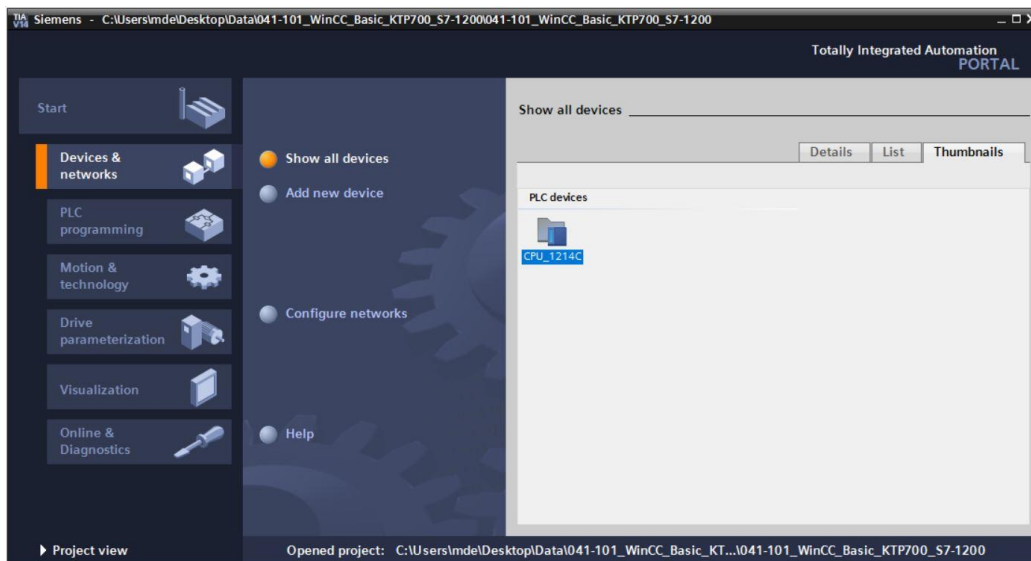 TIA V14 Siemens - C:\Users\mde\Desktop\Data\041-101_WinCC_Basic_KTP700_S7-1200\041-101_WinCC_Basic_KTP700_S7-1200
Totally Integrated Automation
PORTAL
Start
Devices &
networks
PLC
programming
Motion &
technology
Drive
parameterization
Visualization
Online &
Diagnostics
Project view
Show all devices
Add new device
Configure networks
Help
Show all devices
Details List Thumbnails
PLC devices
CPU_1214C
Opened project: C:\Users\mde\Desktop\Data\041-101_WinCC_Basic_KT...\041-101_WinCC_Basic_KTP700_S7-1200